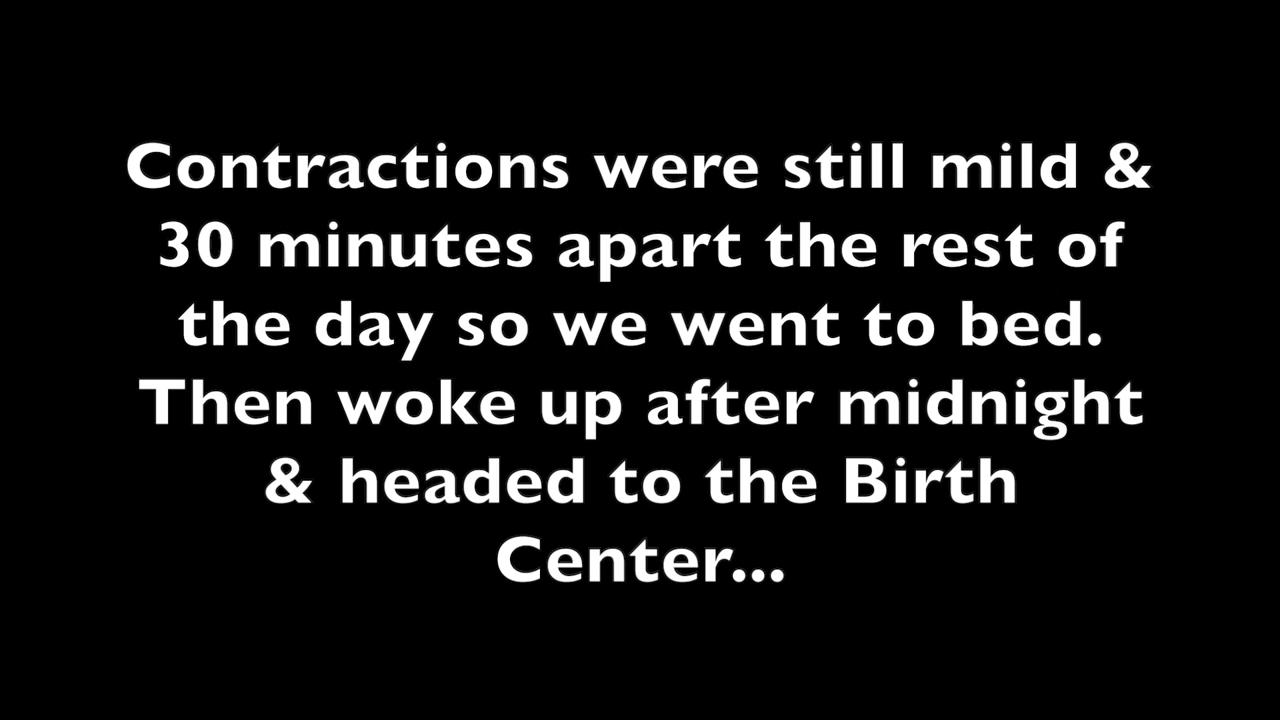 Contractions were still mild &
30 minutes apart the rest of
the day so we went to bed.
Then woke up after midnight
& headed to the Birth
Center...